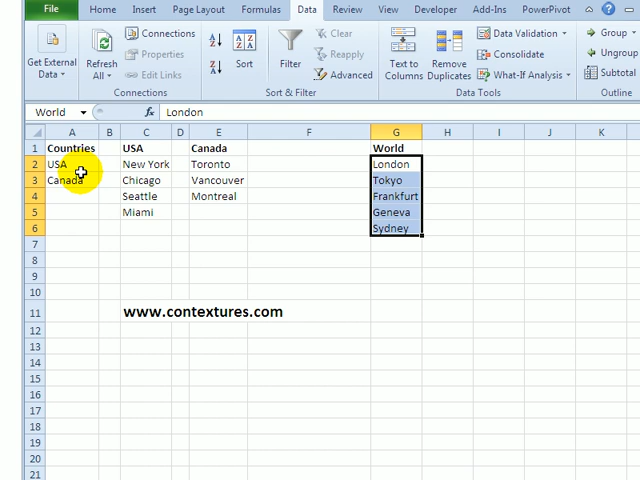 File Home Insert Page Layout Formulas Data Review View Developer Add-Ins PowerPivot
Get External Data
Refresh All
Connections
Properties
Edit Links
Connections
Sort
Filter
Clear
Reapply
Advanced
Sort & Filter
Text to Columns
Remove Duplicates
Data Validation
Consolidate
What-If Analysis
Data Tools
Group
Ungroup
Subtotal
Outline
World fx London
A B C D E F G H I J K
1 Countries USA Canada World
2 USA New York Toronto London
3 Canada Chicago Vancouver Tokyo
4 Seattle Montreal Frankfurt
5 Miami Geneva
6 Sydney
7
8
9
10
11 www.contextures.com
12
13
14
15
16
17
18
19
20
21